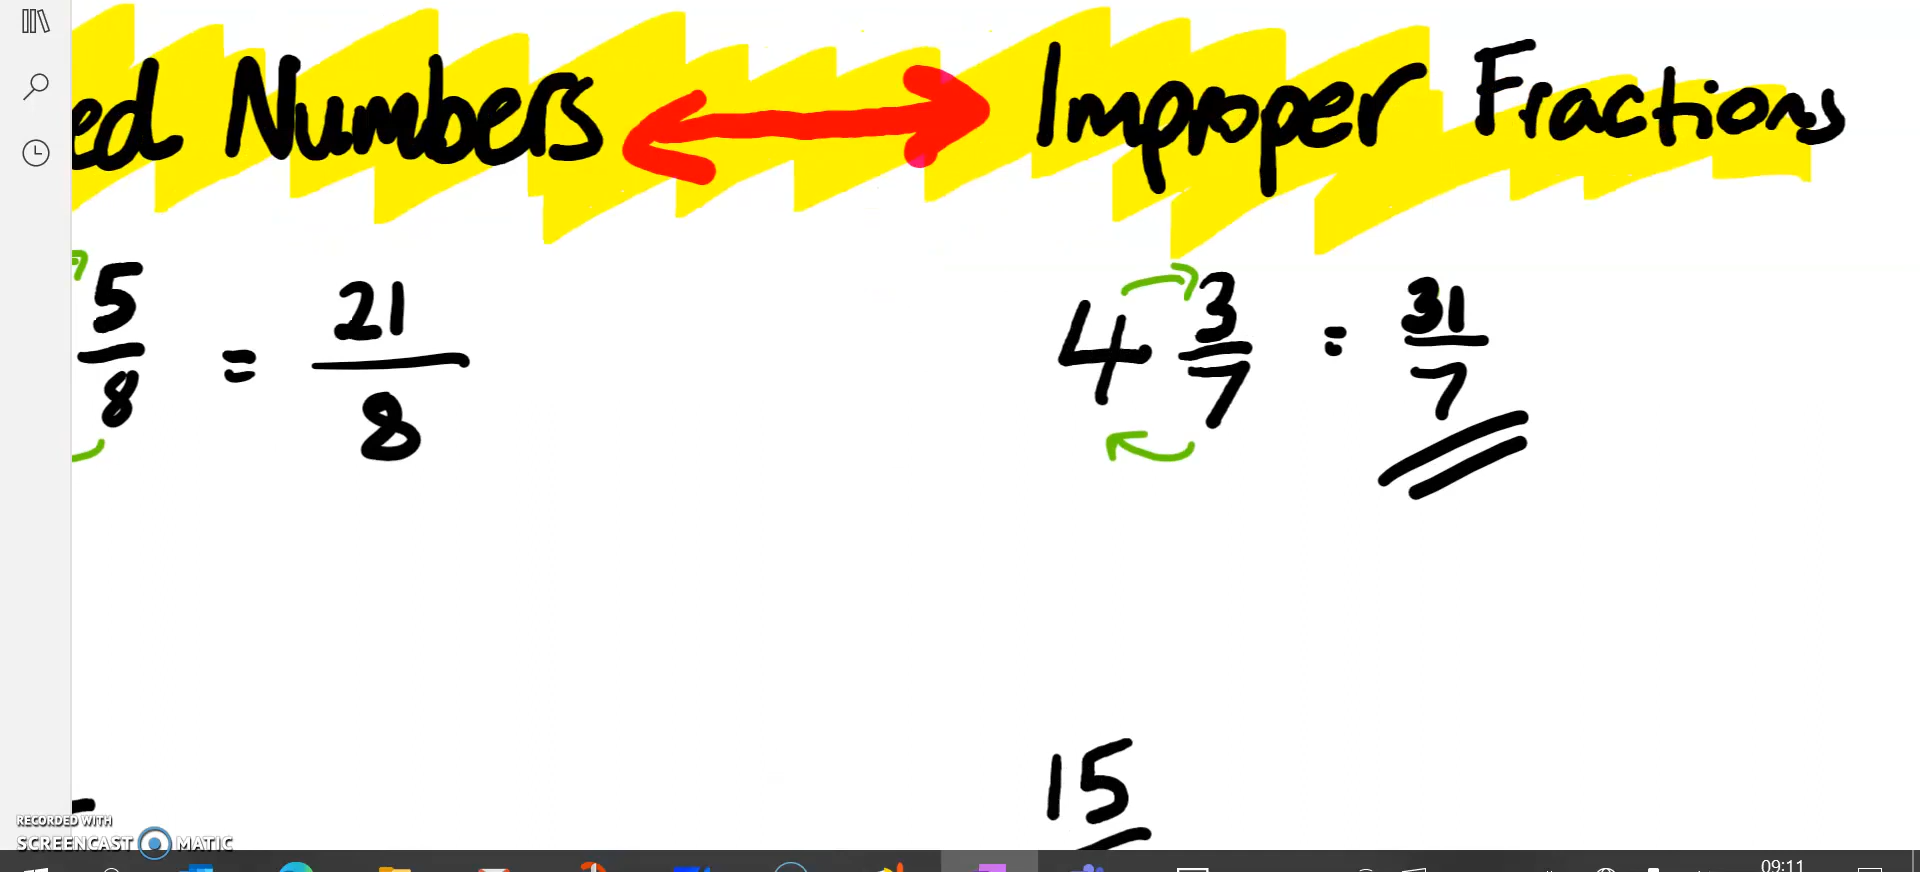 ed Numbers ↔ Improper Fractions
5/8 = 21/8
4 3/7 = 31/7
15
RECORDED WITH
SCREENCAST MATIC
09:11